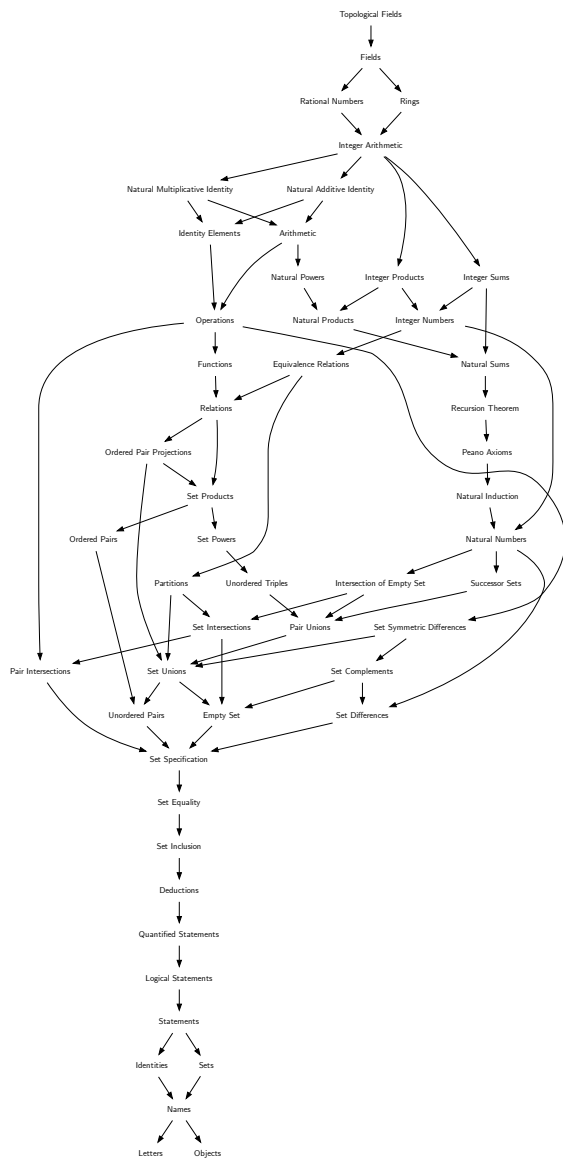 Topological Fields
Fields
Rational Numbers
Rings
Integer Arithmetic
Natural Multiplicative Identity
Natural Additive Identity
Identity Elements
Arithmetic
Natural Powers
Integer Products
Integer Sums
Operations
Natural Products
Integer Numbers
Functions
Equivalence Relations
Natural Sums
Relations
Recursion Theorem
Ordered Pair Projections
Peano Axioms
Set Products
Natural Induction
Ordered Pairs
Set Powers
Natural Numbers
Partitions
Unordered Triples
Intersection of Empty Set
Successor Sets
Set Intersections
Pair Unions
Set Symmetric Differences
Pair Intersections
Set Unions
Set Complements
Unordered Pairs
Empty Set
Set Differences
Set Specification
Set Equality
Set Inclusion
Deductions
Quantified Statements
Logical Statements
Statements
Identities
Sets
Names
Letters
Objects